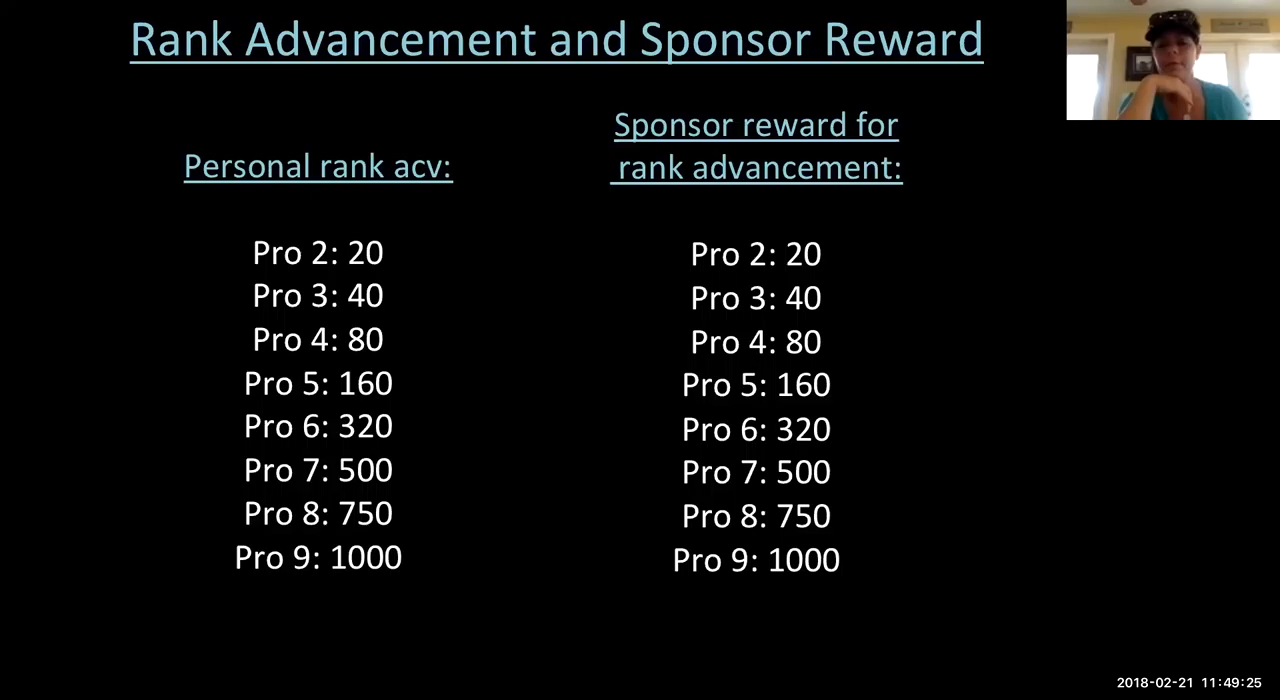 Rank Advancement and Sponsor Reward
Personal rank acv:
Pro 2: 20
Pro 3: 40
Pro 4: 80
Pro 5: 160
Pro 6: 320
Pro 7: 500
Pro 8: 750
Pro 9: 1000
Sponsor reward for
rank advancement:
Pro 2: 20
Pro 3: 40
Pro 4: 80
Pro 5: 160
Pro 6: 320
Pro 7: 500
Pro 8: 750
Pro 9: 1000
2018-02-21 11:49:25